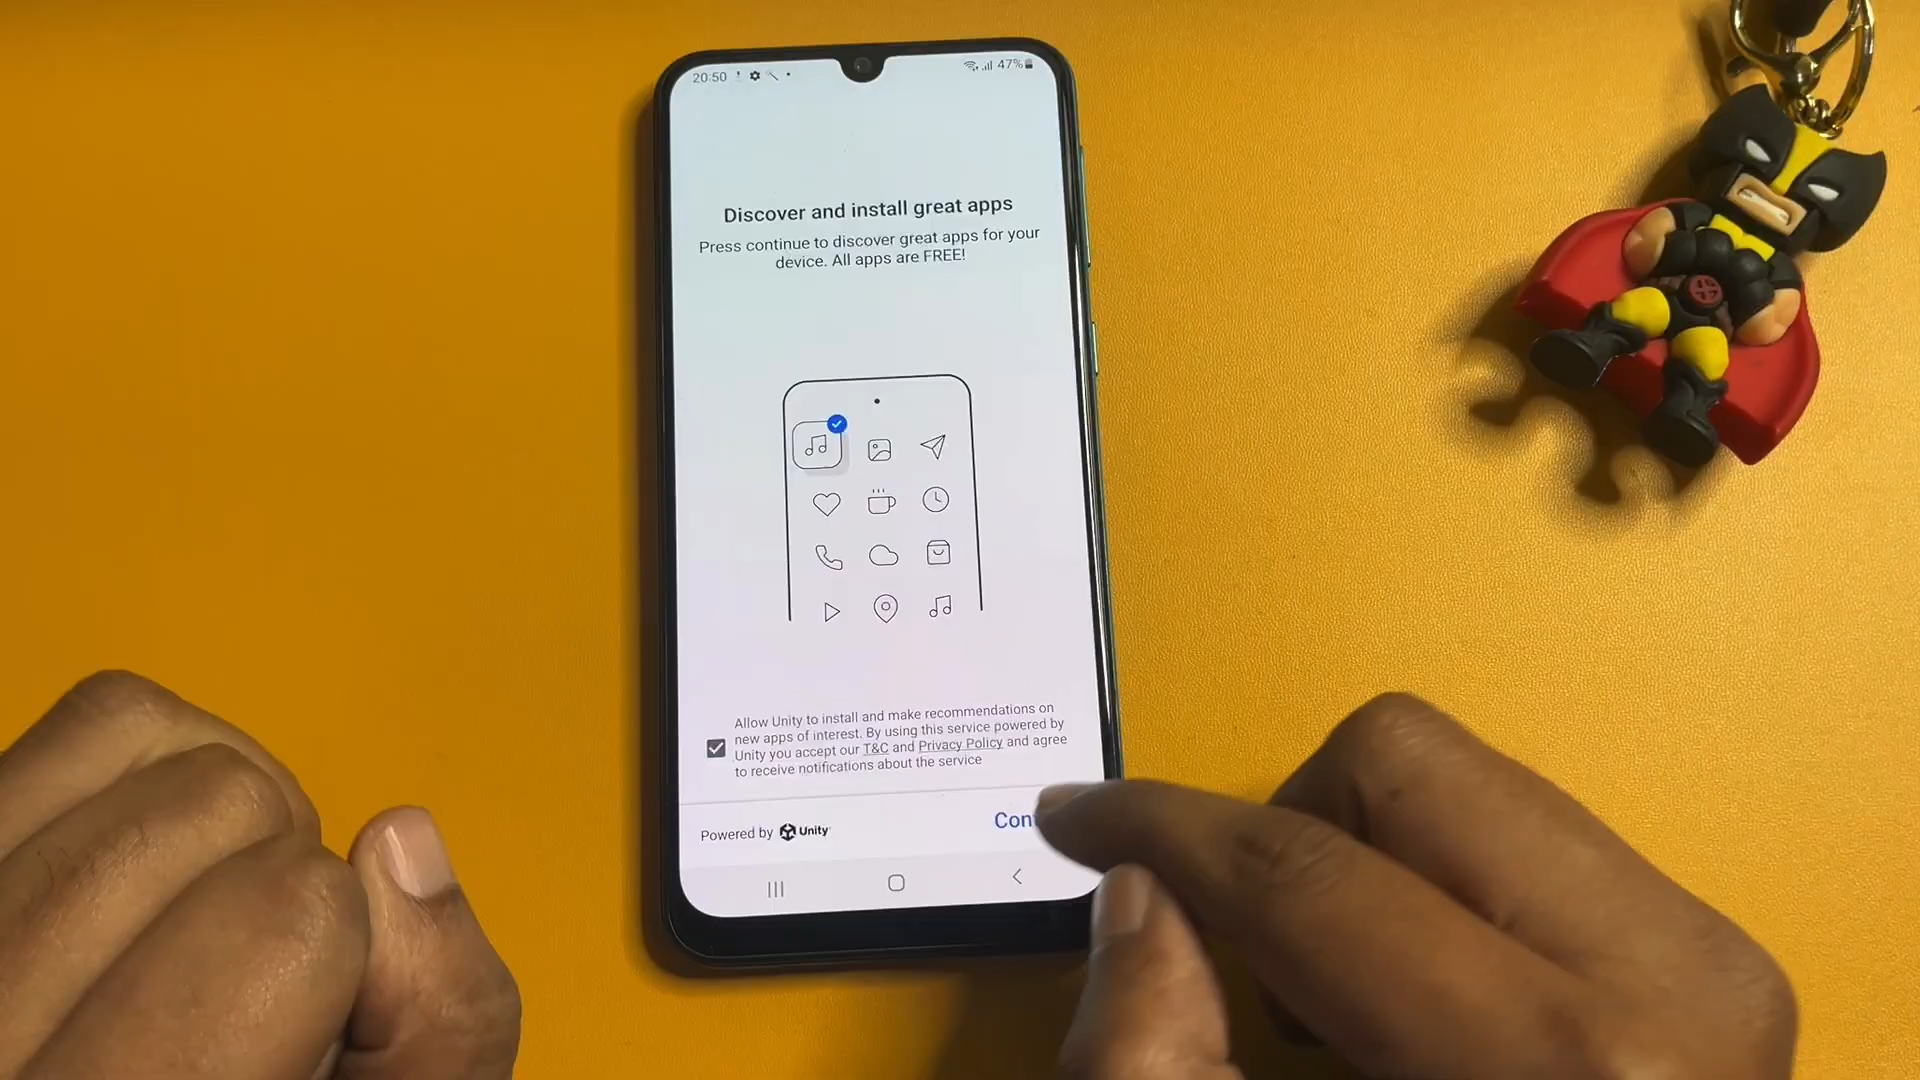 20:50
47%
Discover and install great apps
Press continue to discover great apps for your
device. All apps are FREE!
Allow Unity to install and make recommendations on
new apps of interest. By using this service powered by
Unity you accept our T&C and Privacy Policy and agree
to receive notifications about the service
Powered by Unity
Con